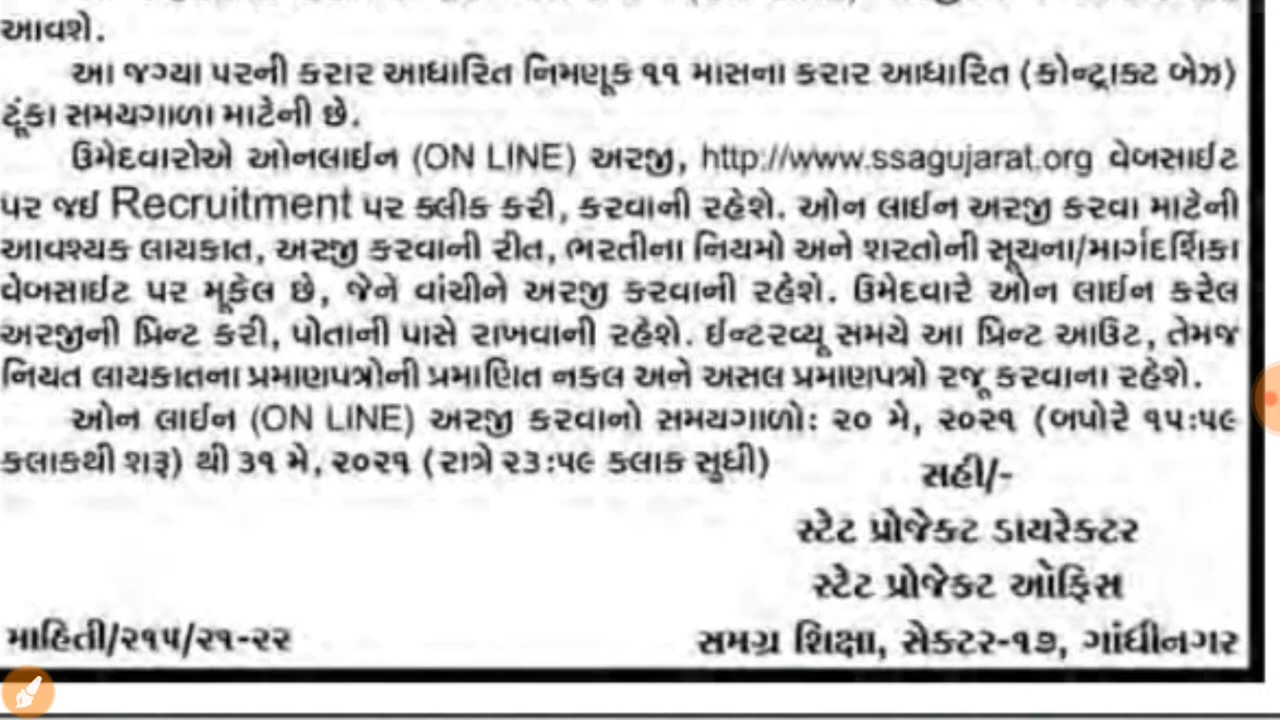 આવશે.
આ જગ્યા પરની કરાર આધારિત નિમણૂક ૧૧ માસના કરાર આધારિત (કોન્ટ્રાક્ટ બેઝ)
ટૂંકા સમયગાળા માટેની છે.
ઉમેદવારોએ ઓનલાઈન (ON LINE) અરજી, http://www.ssagujarat.org વેબસાઈટ
પર જઈ Recruitment પર ક્લીક કરી, કરવાની રહેશે. ઓન લાઈન અરજી કરવા માટેની
આવશ્યક લાયકાત, અરજી કરવાની રીત, ભરતીના નિયમો અને શરતોની સૂચના/માર્ગદર્શિકા
વેબસાઈટ પર મૂકેલ છે, જેને વાંચીને અરજી કરવાની રહેશે. ઉમેદવારે ઓન લાઈન કરેલ
અરજીની પ્રિન્ટ કરી, પોતાની પાસે રાખવાની રહેશે. ઈન્ટરવ્યૂ સમયે આ પ્રિન્ટ આઉટ, તેમજ
નિયત લાયકાતના પ્રમાણપત્રોની પ્રમાણિત નકલ અને અસલ પ્રમાણપત્રો રજૂ કરવાના રહેશે.
ઓન લાઈન (ON LINE) અરજી કરવાનો સમયગાળો: ૨૦ મે, ૨૦૨૧ (બપોરે ૧૫:૫૯
કલાકથી શરૂ) થી ૩૧ મે, ૨૦૨૧ (રાત્રે ૨૩:૫૯ કલાક સુધી)
સહી/-
સ્ટેટ પ્રોજેક્ટ ડાયરેક્ટર
સ્ટેટ પ્રોજેક્ટ ઓફિસ
માહિતી/૨૧૫/૨૧-૨૨ સમગ્ર શિક્ષા, સેક્ટર-૧૭, ગાંધીનગર